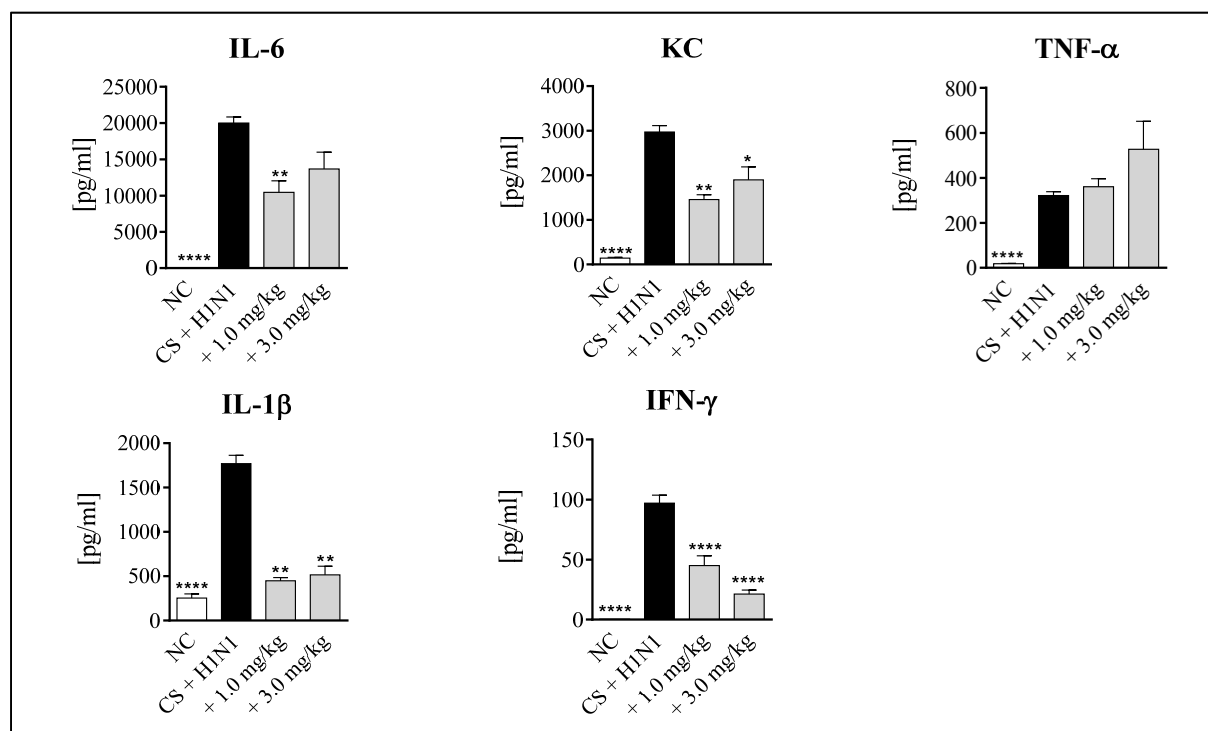 IL-6
[pg/ml]
25000
20000
15000
10000
5000
0
****
**
NC
CS + H1N1
+ 1.0 mg/kg
+ 3.0 mg/kg
KC
[pg/ml]
4000
3000
2000
1000
0
****
**
*
NC
CS + H1N1
+ 1.0 mg/kg
+ 3.0 mg/kg
TNF-α
[pg/ml]
800
600
400
200
0
****
NC
CS + H1N1
+ 1.0 mg/kg
+ 3.0 mg/kg
IL-1β
[pg/ml]
2000
1500
1000
500
0
****
**
**
NC
CS + H1N1
+ 1.0 mg/kg
+ 3.0 mg/kg
IFN-γ
[pg/ml]
150
100
50
0
****
****
****
NC
CS + H1N1
+ 1.0 mg/kg
+ 3.0 mg/kg